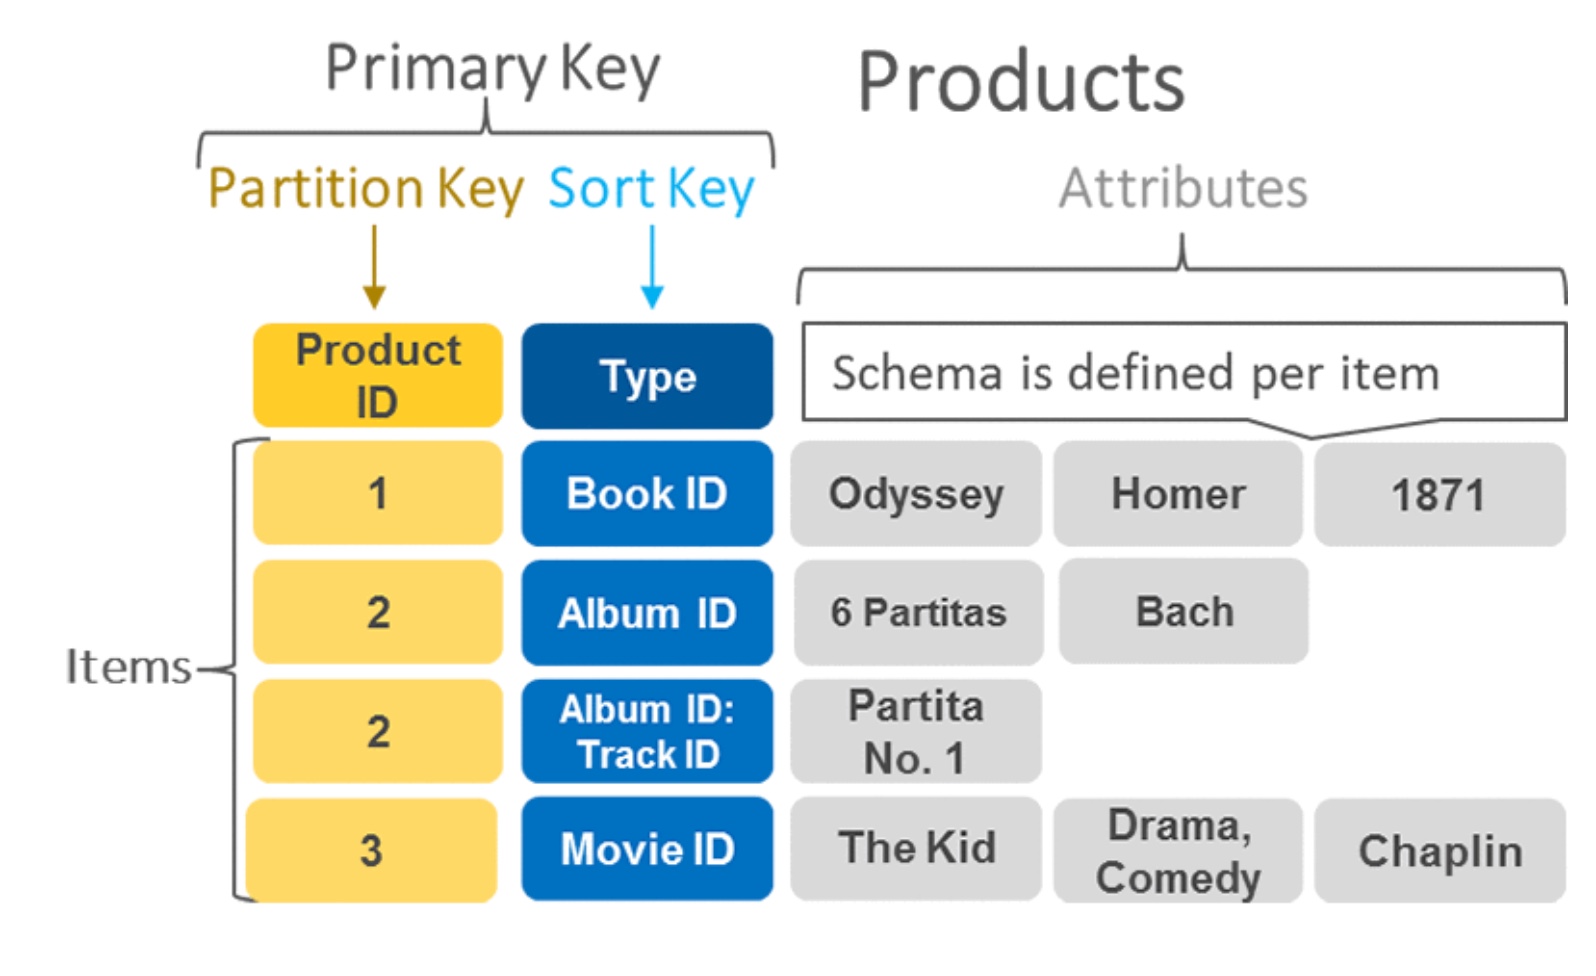 Primary Key
Products
Partition Key Sort Key
Attributes
Product
ID
Type
Schema is defined per item
1
Book ID
Odyssey
Homer
1871
Items
2
Album ID
6 Partitas
Bach
2
Album ID:
Track ID
Partita
No. 1
3
Movie ID
The Kid
Drama,
Comedy
Chaplin